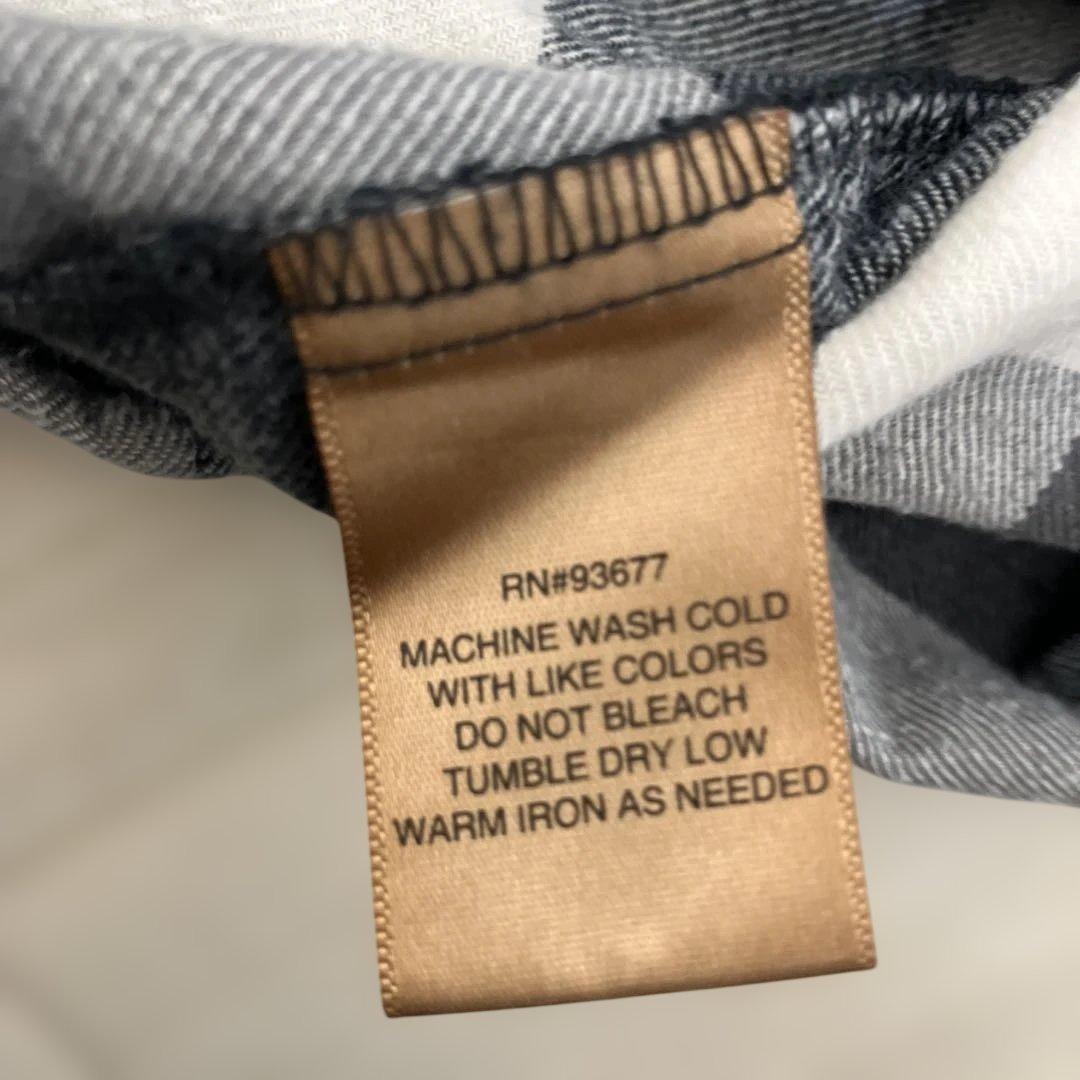 RN#93677
MACHINE WASH COLD
WITH LIKE COLORS
DO NOT BLEACH
TUMBLE DRY LOW
WARM IRON AS NEEDED